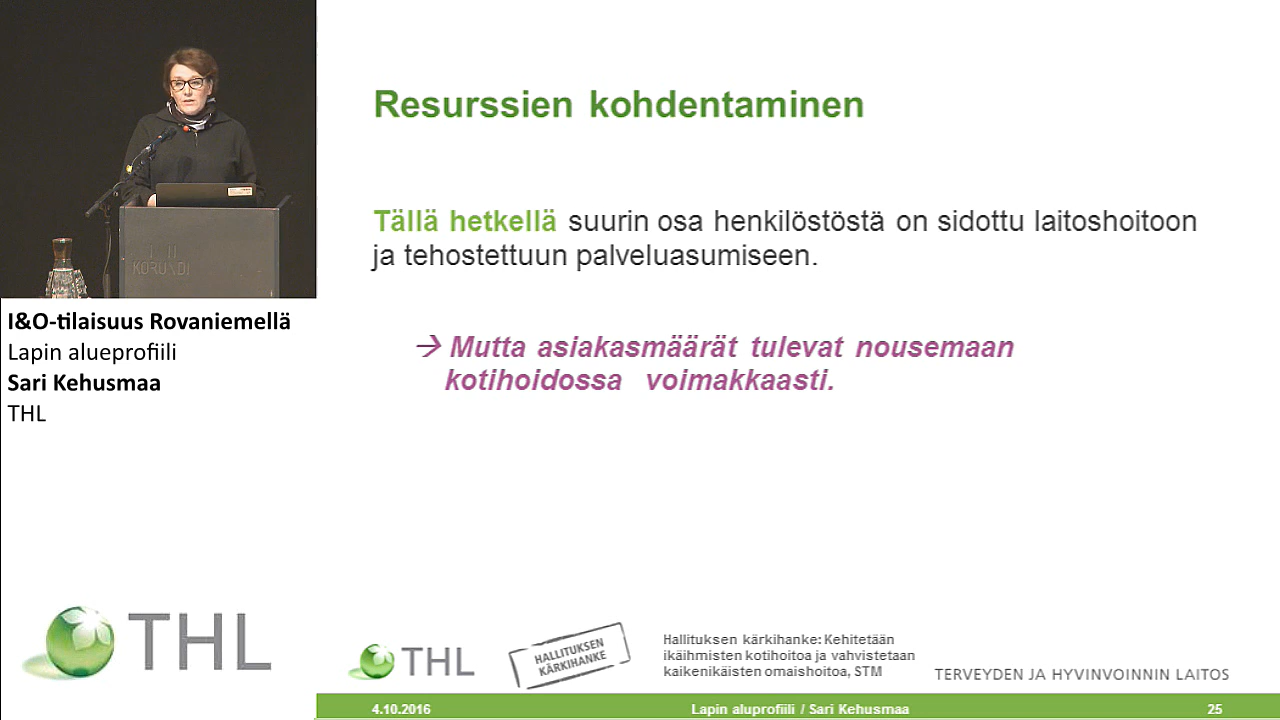 Resurssien kohdentaminen
Tällä hetkellä suurin osa henkilöstöstä on sidottu laitoshoitoon
ja tehostettuun palveluasumiseen.
→ Mutta asiakasmäärät tulevat nousemaan
kotihoidossa voimakkaasti.
KORUNDI
I&O-tilaisuus Rovaniemellä
Lapin alueprofiili
Sari Kehusmaa
THL
THL
THL
HALLITUKSEN
KÄRKIHANKE
Hallituksen kärkihanke: Kehitetään
ikäihmisten kotihoitoa ja vahvistetaan
kaikenikäisten omaishoitoa, STM
TERVEYDEN JA HYVINVOINNIN LAITOS
4.10.2016
Lapin aluprofiili / Sari Kehusmaa
25